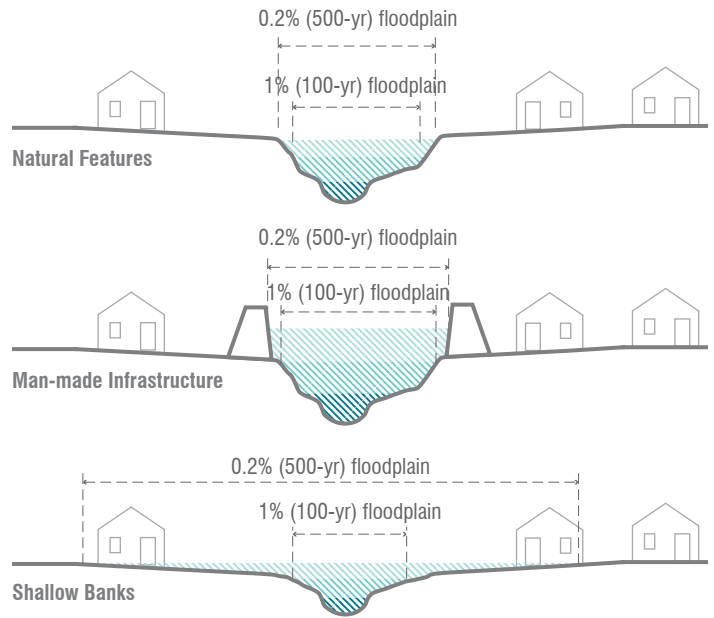 0.2% (500-yr) floodplain
1% (100-yr) floodplain
Natural Features
0.2% (500-yr) floodplain
1% (100-yr) floodplain
Man-made Infrastructure
0.2% (500-yr) floodplain
1% (100-yr) floodplain
Shallow Banks